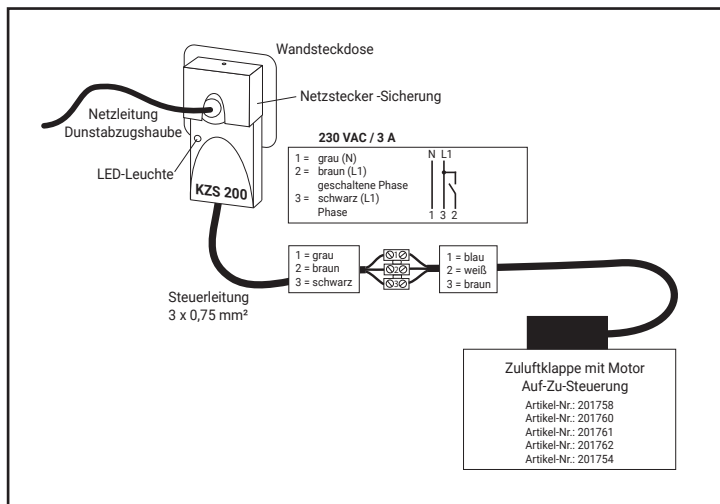 Wandsteckdose
Netzleitung
Dunstabzugshaube
Netzstecker -Sicherung
LED-Leuchte
KZS 200
230 VAC / 3 A
1 = grau (N)
2 = braun (L1)
geschaltene Phase
3 = schwarz (L1)
Phase
N L1
1 3 2
Steuerleitung
3 x 0,75 mm²
1 = grau
2 = braun
3 = schwarz
1
2
3
1 = blau
2 = weiß
3 = braun
Zuluftklappe mit Motor
Auf-Zu-Steuerung
Artikel-Nr.: 201758
Artikel-Nr.: 201760
Artikel-Nr.: 201761
Artikel-Nr.: 201762
Artikel-Nr.: 201754